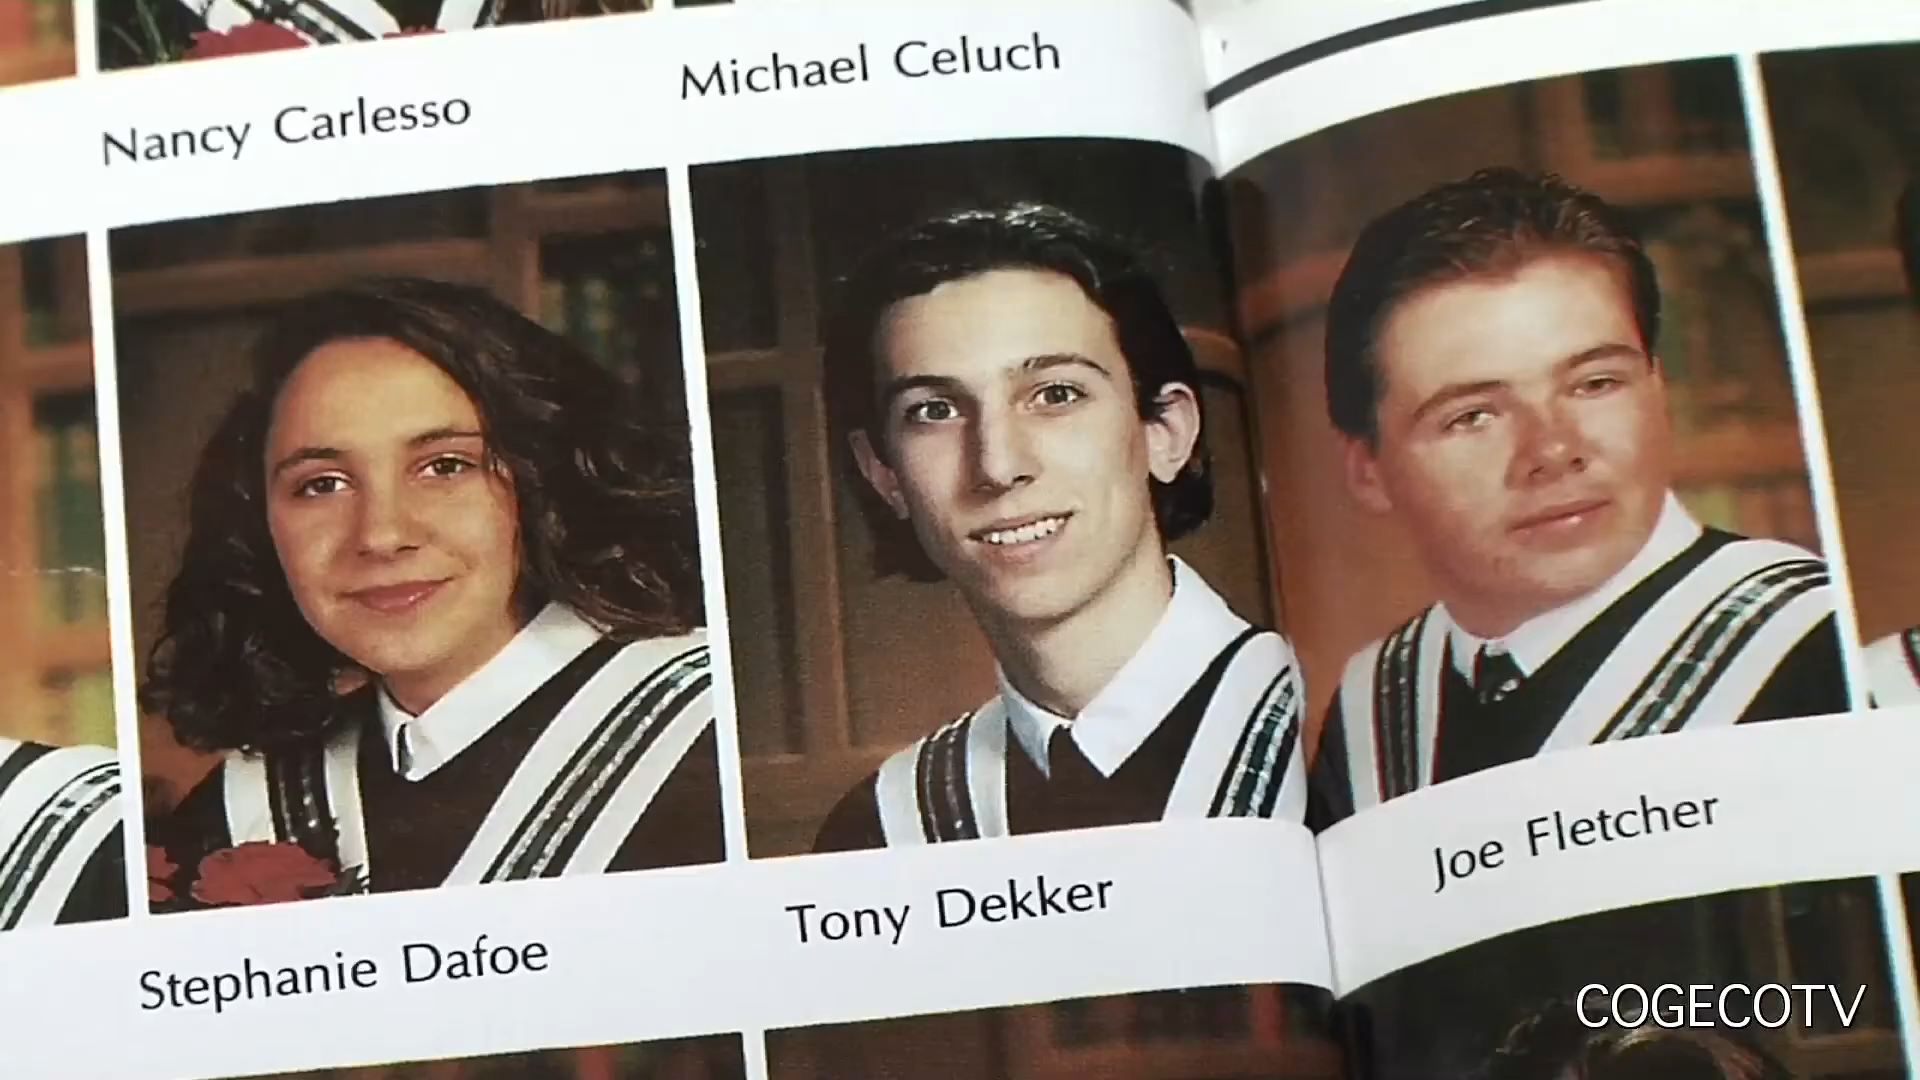 Nancy Carlesso
Michael Celuch
Stephanie Dafoe
Tony Dekker
Joe Fletcher
COGECOTV